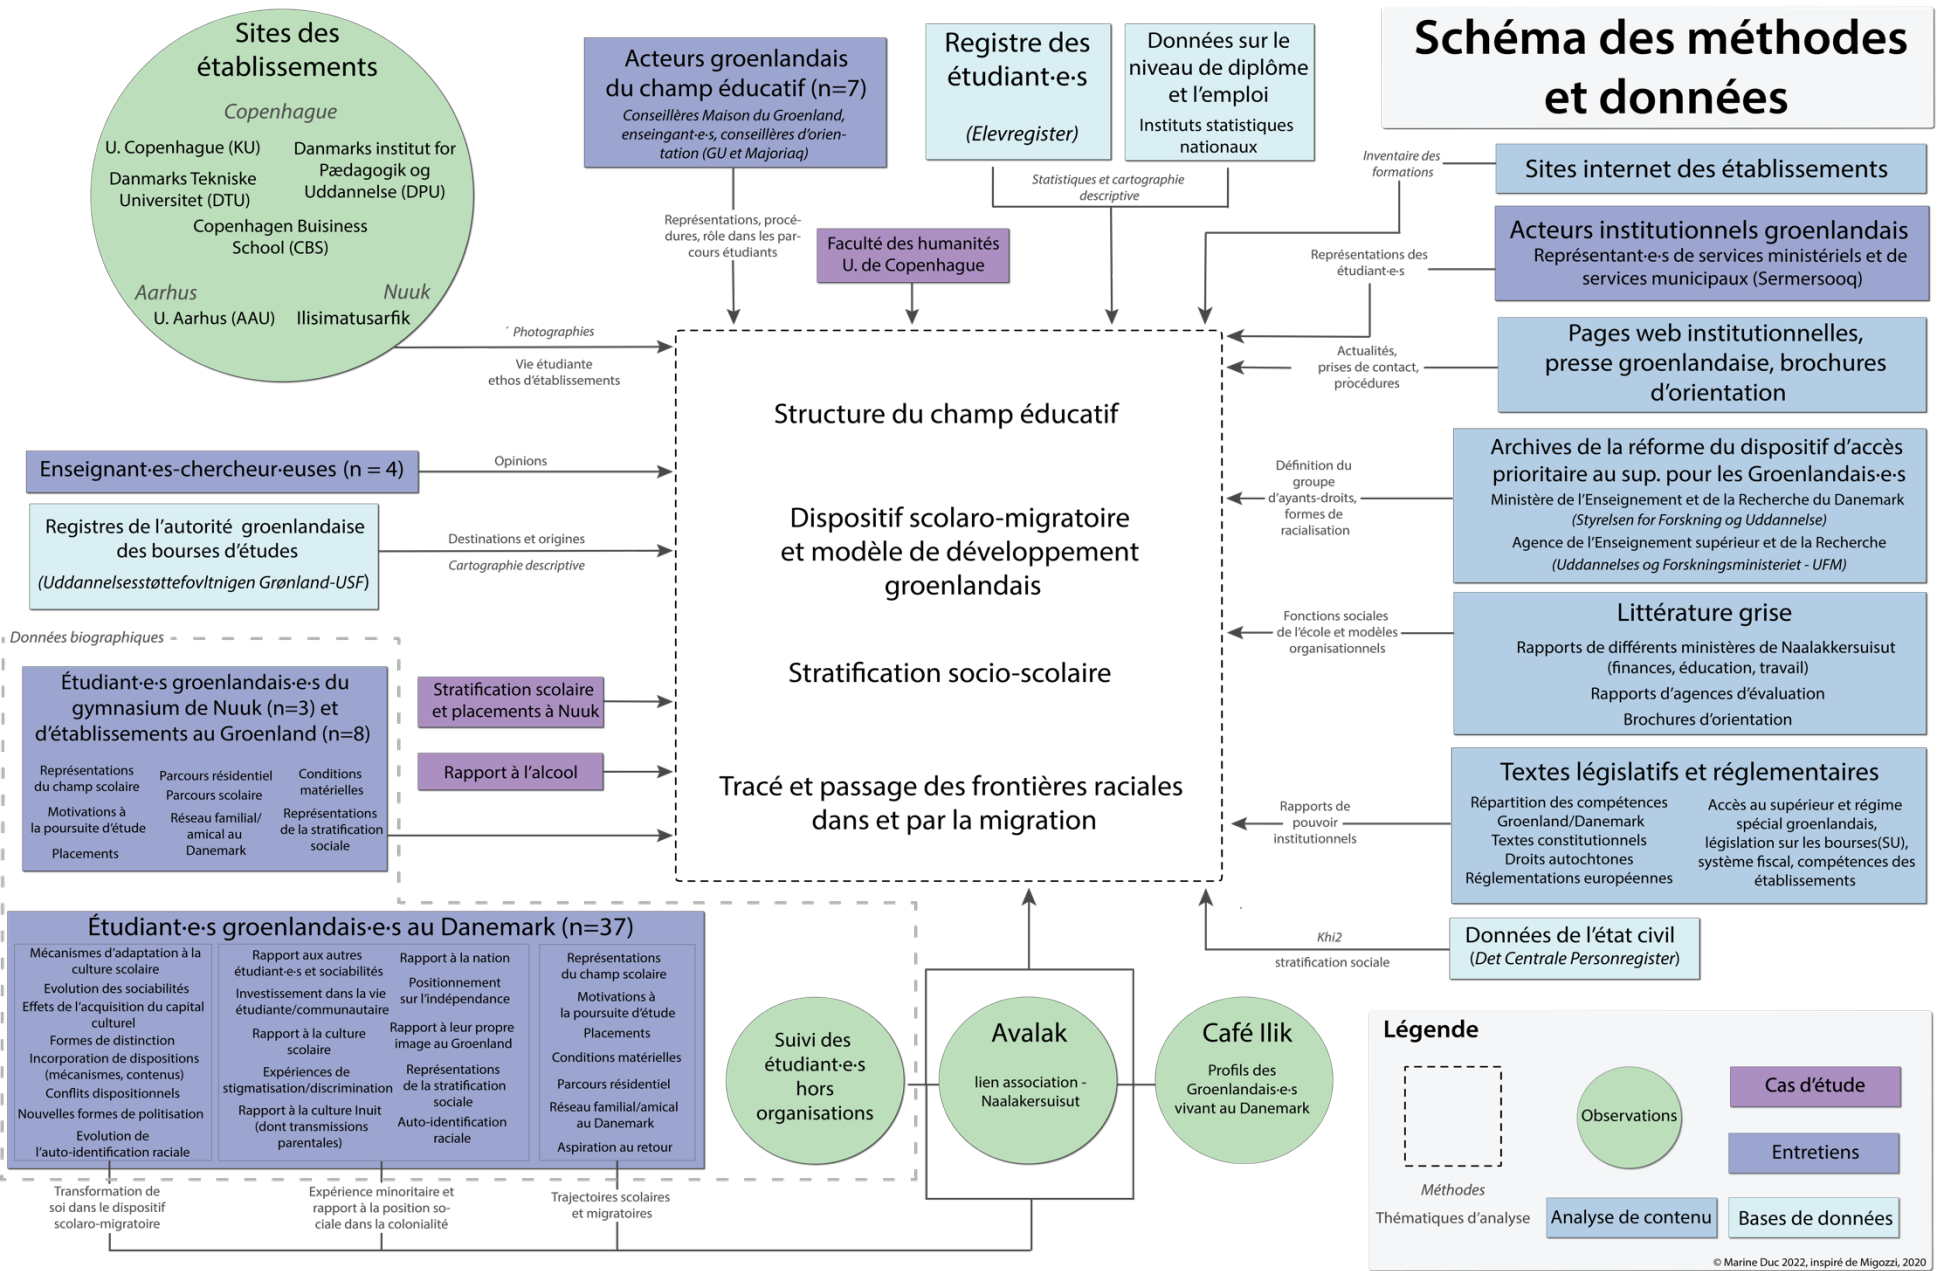 Schéma des méthodes
et données
Sites des
établissements
Copenhague
U. Copenhague (KU)
Danmarks Tekniske
Universitet (DTU)
Danmarks institut for
Pædagogik og
Uddannelse (DPU)
Copenhagen Buisiness
School (CBS)
Aarhus
U. Aarhus (AAU)
Nuuk
Ilisimatusarfik
Photographies
Vie étudiante
ethos d'établissements
Acteurs groenlandais
du champ éducatif (n=7)
Conseillères Maison du Groenland,
enseingant·e·s, conseillères d'orien-
tation (GU et Majoriaq)
Représentations, procé-
dures, rôle dans les par-
cours étudiants
Faculté des humanités
U. de Copenhague
Registre des
étudiant·e·s
(Elevregister)
Données sur le
niveau de diplôme
et l'emploi
Instituts statistiques
nationaux
Statistiques et cartographie
descriptive
Inventaire des
formations
Sites internet des établissements
Représentations des
étudiant·e·s
Acteurs institutionnels groenlandais
Représentant·e·s de services ministériels et de
services municipaux (Sermersooq)
Actualités,
prises de contact,
procédures
Pages web institutionnelles,
presse groenlandaise, brochures
d'orientation
Définition du
groupe
d'ayants-droits,
formes de
racialisation
Archives de la réforme du dispositif d'accès
prioritaire au sup. pour les Groenlandais·e·s
Ministère de l'Enseignement et de la Recherche du Danemark
(Styrelsen for Forskning og Uddannelse)
Agence de l'Enseignement supérieur et de la Recherche
(Uddannelses og Forskningsministeriet - UFM)
Fonctions sociales
de l'école et modèles
organisationnels
Littérature grise
Rapports de différents ministères de Naalakkersuisut
(finances, éducation, travail)
Rapports d'agences d'évaluation
Brochures d'orientation
Rapports de
pouvoir
institutionnels
Textes législatifs et réglementaires
Répartition des compétences
Groenland/Danemark
Textes constitutionnels
Droits autochtones
Réglementations européennes
Accès au supérieur et régime
spécial groenlandais,
législation sur les bourses(SU),
système fiscal, compétences des
établissements
Khi2
stratification sociale
Données de l'état civil
(Det Centrale Personregister)
Structure du champ éducatif
Dispositif scolaro-migratoire
et modèle de développement
groenlandais
Stratification socio-scolaire
Tracé et passage des frontières raciales
dans et par la migration
Enseignant·es-chercheur·euses (n = 4)
Opinions
Registres de l'autorité groenlandaise
des bourses d'études
(Uddannelsesstøttefovltnigen Grønland-USF)
Destinations et origines
Cartographie descriptive
Données biographiques
Étudiant·e·s groenlandais·e·s du
gymnasium de Nuuk (n=3) et
d'établissements au Groenland (n=8)
Représentations
du champ scolaire
Motivations à
la poursuite d'étude
Placements
Parcours résidentiel
Parcours scolaire
Réseau familial/
amical au
Danemark
Conditions
matérielles
Représentations
de la stratification
sociale
Stratification scolaire
et placements à Nuuk
Rapport à l'alcool
Étudiant·e·s groenlandais·e·s au Danemark (n=37)
Mécanismes d'adaptation à la
culture scolaire
Evolution des sociabilités
Effets de l'acquisition du capital
culturel
Formes de distinction
Incorporation de dispositions
(mécanismes, contenus)
Conflits dispositionnels
Nouvelles formes de politisation
Evolution de
l'auto-identification raciale
Rapport aux autres
étudiant·e·s et sociabilités
Investissement dans la vie
étudiante/communautaire
Rapport à la culture
scolaire
Expériences de
stigmatisation/discrimination
Rapport à la culture Inuit
(dont transmissions
parentales)
Rapport à la nation
Positionnement
sur l'indépendance
Rapport à leur propre
image au Groenland
Représentations
de la stratification
sociale
Auto-identification
raciale
Représentations
du champ scolaire
Motivations à
la poursuite d'étude
Placements
Conditions matérielles
Parcours résidentiel
Réseau familial/amical
au Danemark
Aspiration au retour
Transformation de
soi dans le dispositif
scolaro-migratoire
Expérience minoritaire et
rapport à la position so-
ciale dans la colonialité
Trajectoires scolaires
et migratoires
Suivi des
étudiant·e·s
hors
organisations
Avalak
lien association -
Naalakersuisut
Café Ilik
Profils des
Groenlandais·e·s
vivant au Danemark
Légende
Méthodes
Thématiques d'analyse
Observations
Analyse de contenu
Cas d'étude
Entretiens
Bases de données
© Marine Duc 2022, inspiré de Migozzi, 2020